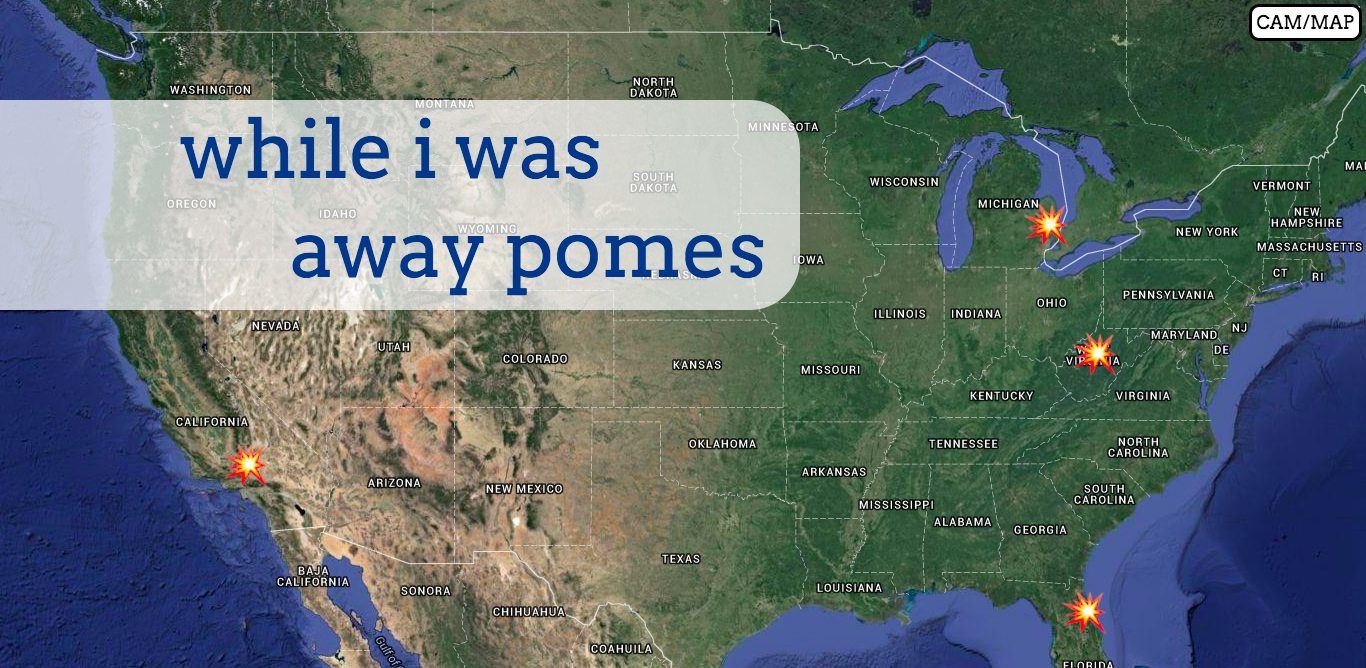 CAM/MAP
WASHINGTON
NORTH
DAKOTA
MONTANA
MINNESOTA
while i was
away pomes
OREGON
IDAHO
SOUTH
DAKOTA
WYOMING
WISCONSIN
MICHIGAN
VERMONT
NEW
HAMPSHIRE
NEW YORK
MASSACHUSETTS
IOWA
CT
RI
OHIO
PENNSYLVANIA
ILLINOIS
INDIANA
NEVADA
UTAH
COLORADO
KANSAS
MISSOURI
MARYLAND
NJ
DE
KENTUCKY
VIRGINIA
CALIFORNIA
OKLAHOMA
TENNESSEE
NORTH
CAROLINA
ARIZONA
NEW MEXICO
ARKANSAS
MISSISSIPPI
ALABAMA
SOUTH
CAROLINA
GEORGIA
TEXAS
LOUISIANA
BAJA
CALIFORNIA
SONORA
CHIHUAHUA
COAHUILA
Gulf of
FLORIDA